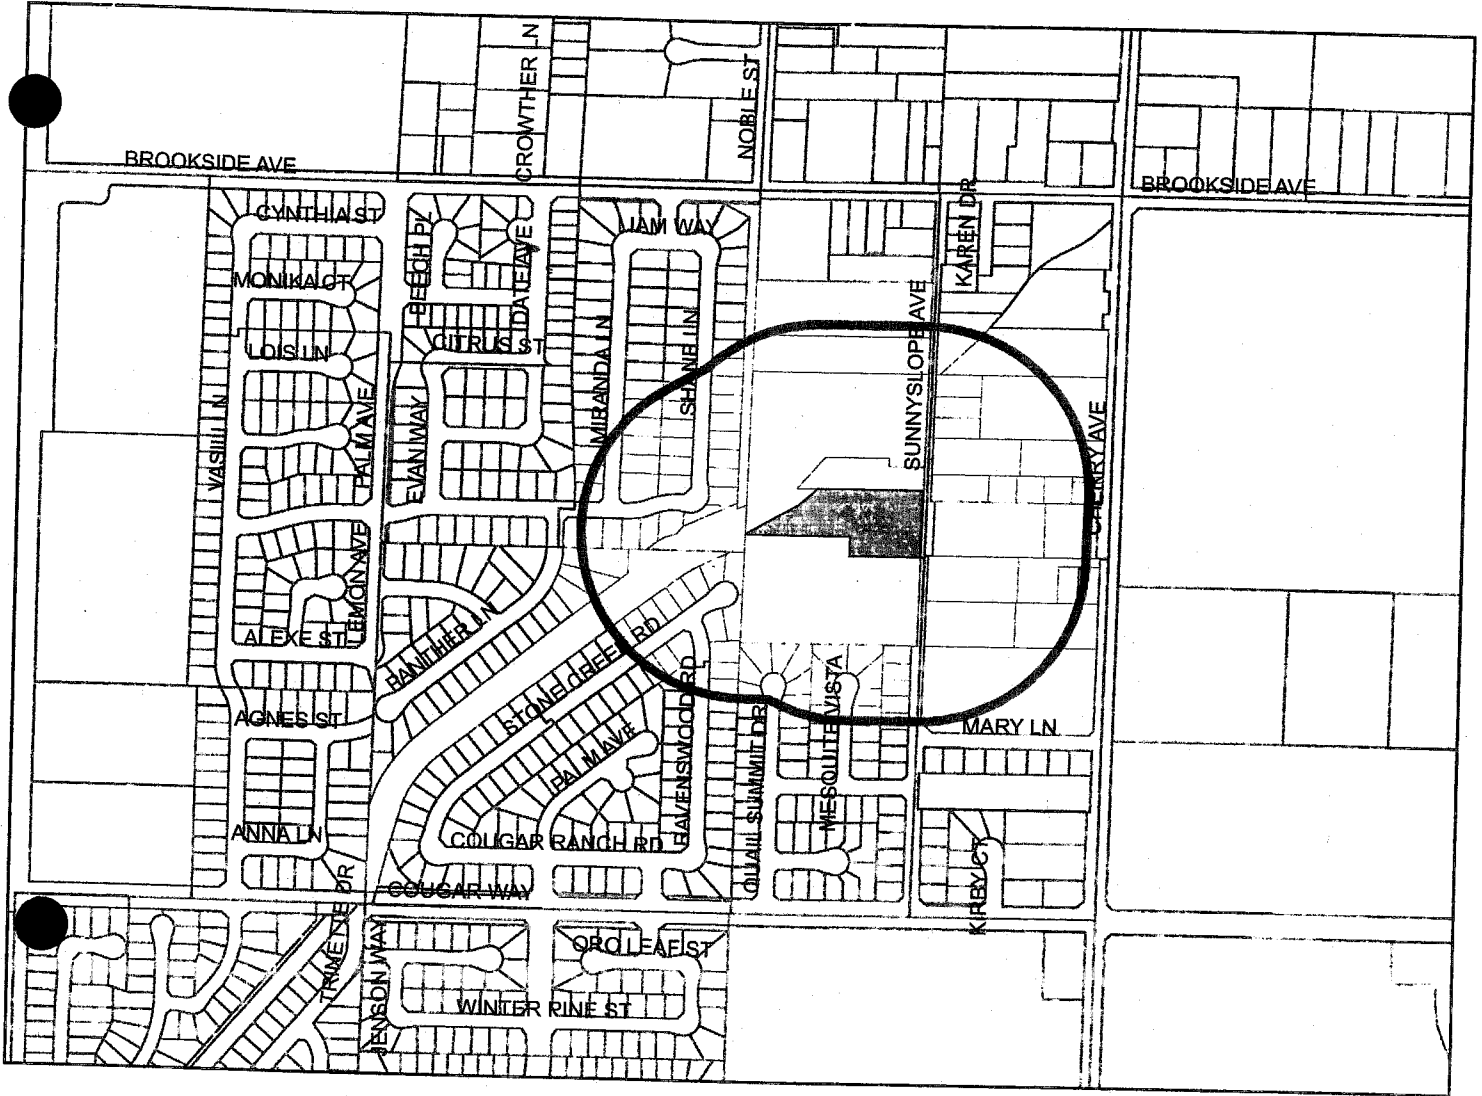 CROWTHER LN
NOBLE ST
BROOKSIDE AVE
BROOKSIDE AVE
CYNTHIA ST
BEECH PL
DATE AVE
JAM WAY
KAREN DR
MONIKA CT
LOIS LN
CITRUS ST
MIRANDA LN
SHANE LN
SUNNYSLOPE AVE
VASILI LN
PALM AVE
EVAN WAY
CHERRY AVE
LEMON AVE
ALEXE ST
PANTHER LN
STONE CREEK RD
RAVENSWOOD RD
MESQUITE VISTA
AGNES ST
PALM AVE
QUAIL SUMMIT DR
MARY LN
ANNA LN
COUGAR RANCH RD
KIRBY CT
COUGAR WAY
JENSON WAY
ORO LEAF ST
WINTER PINE ST